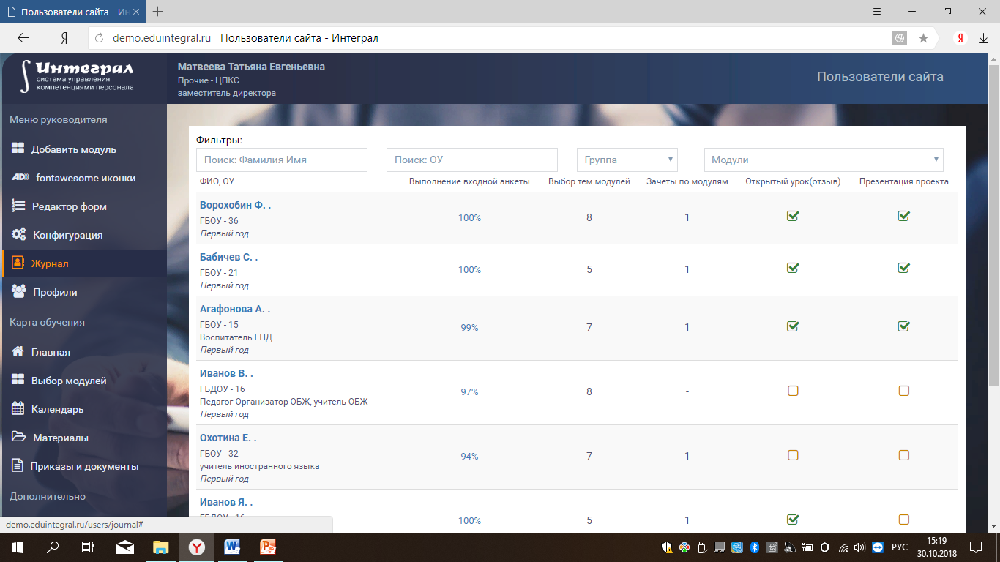 Пользователи сайта - Ин
demo.eduintegral.ru Пользователи сайта - Интеграл
Интеграл
система управления
компетенциями персонала
Матвеева Татьяна Евгеньевна
Прочие - ЦПКС
заместитель директора
Пользователи сайта
Меню руководителя
Добавить модуль
fontawesome иконки
Редактор форм
Конфигурация
Журнал
Профили
Карта обучения
Главная
Выбор модулей
Календарь
Материалы
Приказы и документы
Дополнительно
demo.eduintegral.ru/users/journal#
Фильтры:
Поиск: Фамилия Имя Поиск: ОУ Группа Модули
ФИО, ОУ Выполнение входной анкеты Выбор тем модулей Зачеты по модулям Открытый урок(отзыв) Презентация проекта
Ворохобин Ф. .
ГБОУ - 36 100% 8 1
Первый год
Бабичев С. .
ГБОУ - 21 100% 5 1
Первый год
Агафонова А. .
ГБОУ - 15 99% 7 1
Воспитатель ГПД
Первый год
Иванов В. .
ГБДОУ - 16 97% 8 -
Педагог-Организатор ОБЖ, учитель ОБЖ
Первый год
Охотина Е. .
ГБОУ - 32 94% 7 1
учитель иностранного языка
Первый год
Иванов Я. .
ГБДОУ - 16 100% 5 1
РУС 15:19
30.10.2018